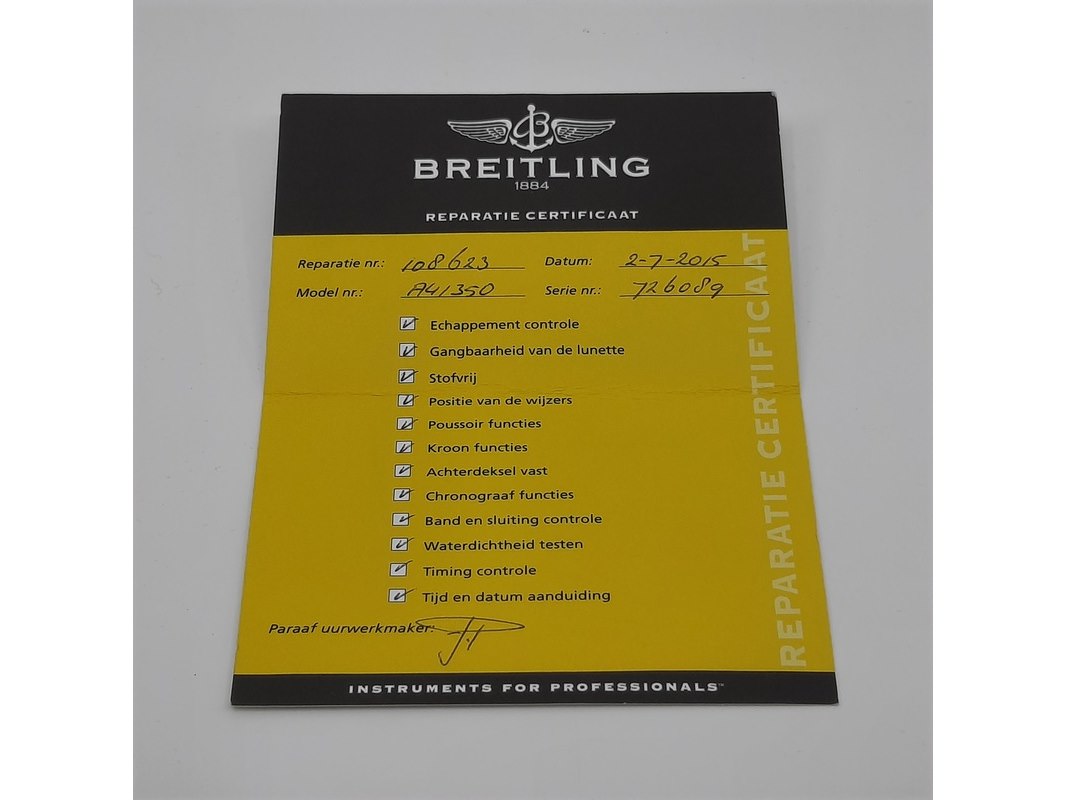 BREITLING
1884
REPARATIE CERTIFICAAT
Reparatie nr.: 108623 Datum: 2-7-2015
Model nr.: A41350 Serie nr.: 726089
Echappement controle
Gangbaarheid van de lunette
Stofvrij
Positie van de wijzers
Poussoir functies
Kroon functies
Achterdeksel vast
Chronograaf functies
Band en sluiting controle
Waterdichtheid testen
Timing controle
Tijd en datum aanduiding
Paraaf uurwerkmaker:
INSTRUMENTS FOR PROFESSIONALS™
REPARATIE CERTIFICAAT